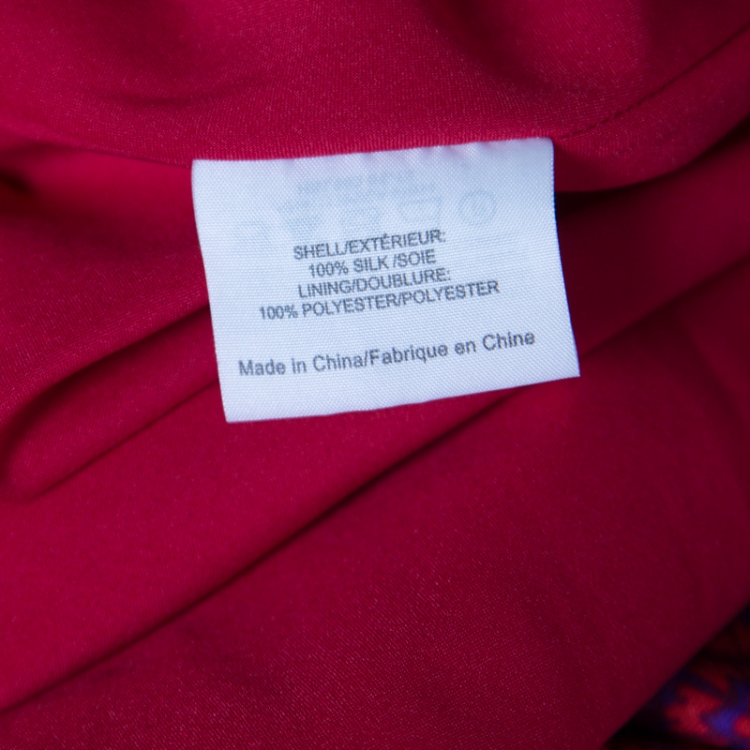 SHELL/EXTÉRIEUR:
100% SILK /SOIE
LINING/DOUBLURE:
100% POLYESTER/POLYESTER
Made in China/Fabrique en Chine